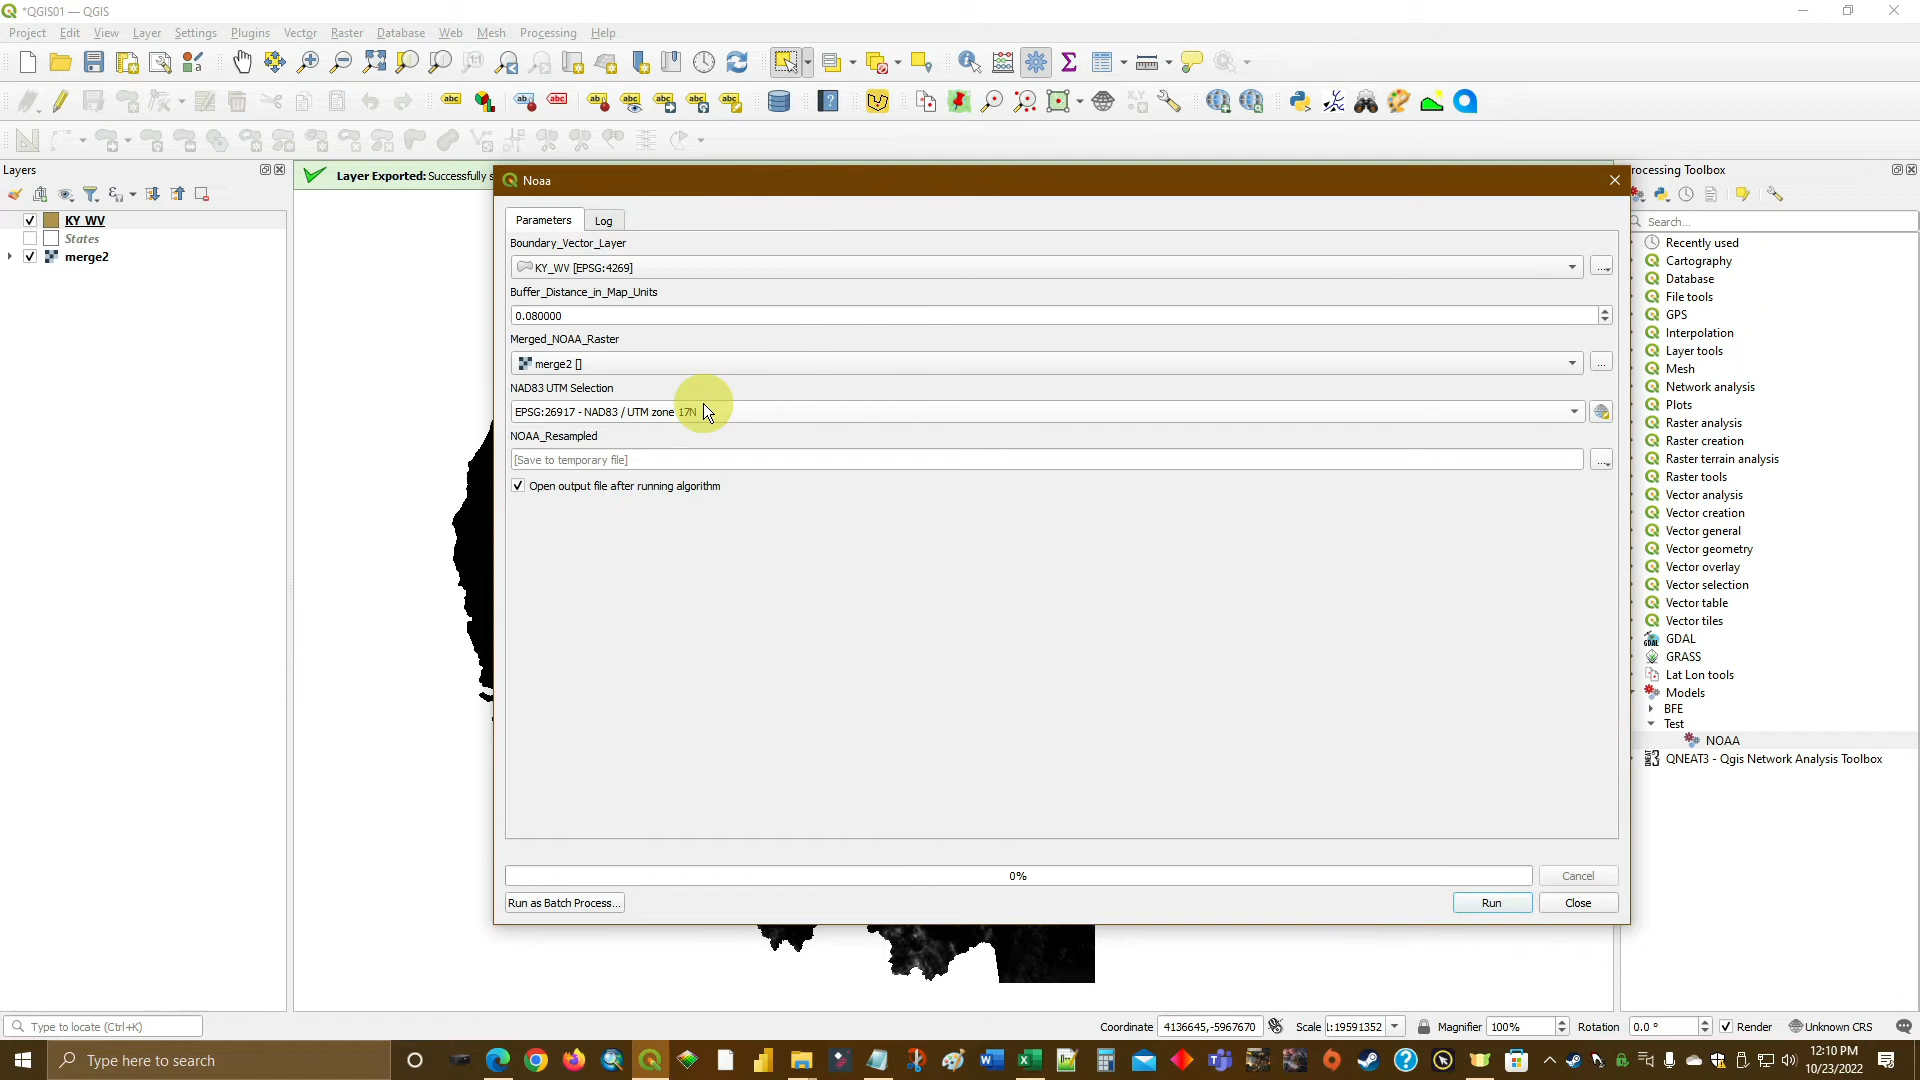 *QGIS01 — QGIS
Project Edit View Layer Settings Plugins Vector Raster Database Web Mesh Processing Help
Layers
KY_WV
States
merge2
Layer Exported: Successfully s
Noaa
Parameters Log
Boundary_Vector_Layer
KY_WV [EPSG:4269]
Buffer_Distance_in_Map_Units
0.080000
Merged_NOAA_Raster
merge2 []
NAD83 UTM Selection
EPSG:26917 - NAD83 / UTM zone 17N
NOAA_Resampled
[Save to temporary file]
Open output file after running algorithm
0%
Cancel
Run as Batch Process...
Run
Close
rocessing Toolbox
Search...
Recently used
Cartography
Database
File tools
GPS
Interpolation
Layer tools
Mesh
Network analysis
Plots
Raster analysis
Raster creation
Raster terrain analysis
Raster tools
Vector analysis
Vector creation
Vector general
Vector geometry
Vector overlay
Vector selection
Vector table
Vector tiles
GDAL
GRASS
Lat Lon tools
Models
BFE
Test
NOAA
QNEAT3 - Qgis Network Analysis Toolbox
Type to locate (Ctrl+K)
Coordinate 4136645,-5967670 Scale 1:19591352 Magnifier 100% Rotation 0.0 ° Render Unknown CRS
Type here to search
12:10 PM
10/23/2022